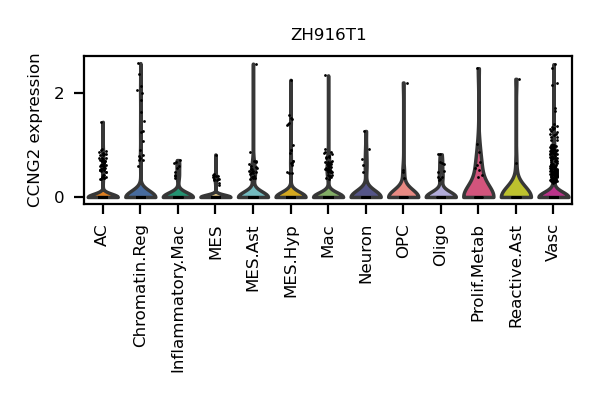 ZH916T1
CCNG2 expression
2
0
AC
Chromatin.Reg
Inflammatory.Mac
MES
MES.Ast
MES.Hyp
Mac
Neuron
OPC
Oligo
Prolif.Metab
Reactive.Ast
Vasc